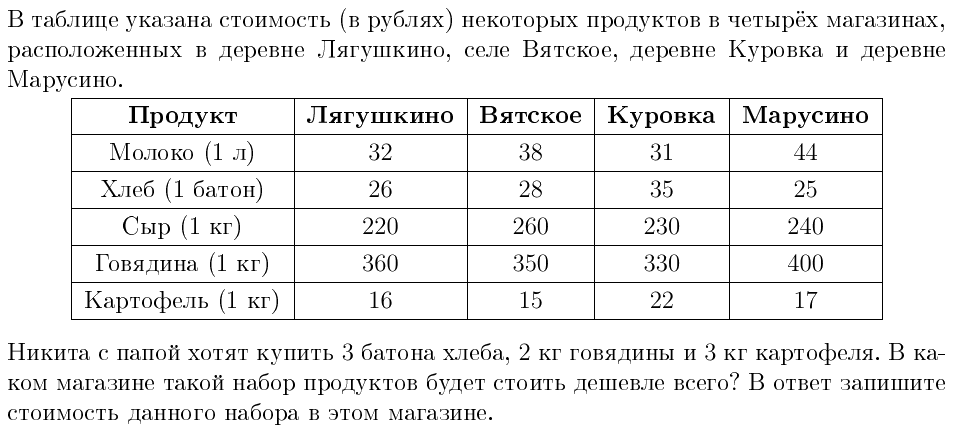 В таблице указана стоимость (в рублях) некоторых продуктов в четырёх магазинах,
расположенных в деревне Лягушкино, селе Вятское, деревне Куровка и деревне
Марусино.
Продукт Лягушкино Вятское Куровка Марусино
Молоко (1 л) 32 38 31 44
Хлеб (1 батон) 26 28 35 25
Сыр (1 кг) 220 260 230 240
Говядина (1 кг) 360 350 330 400
Картофель (1 кг) 16 15 22 17
Никита с папой хотят купить 3 батона хлеба, 2 кг говядины и 3 кг картофеля. В ка-
ком магазине такой набор продуктов будет стоить дешевле всего? В ответ запишите
стоимость данного набора в этом магазине.